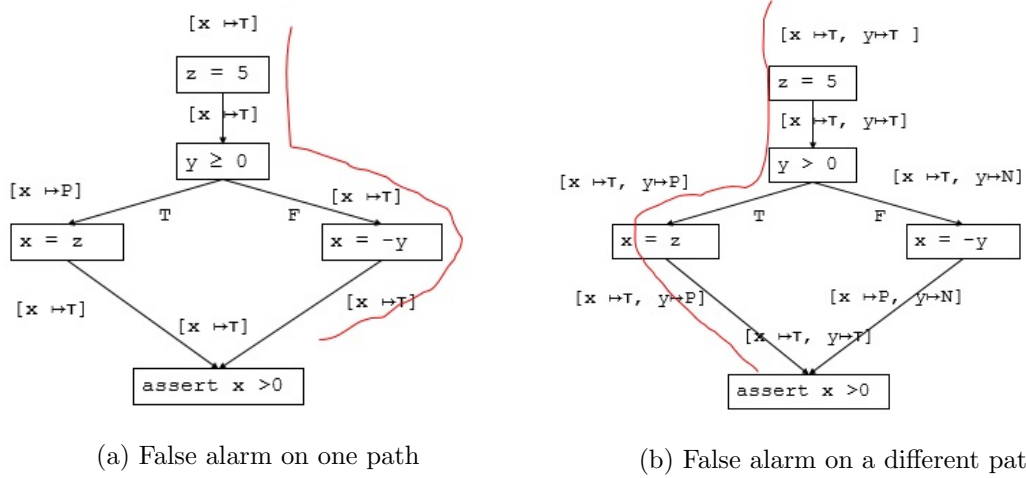 [x ↦⊤]
z = 5
[x ↦⊤]
y ≥ 0
[x ↦P]
[x ↦⊤]
T
F
x = z
x = -y
[x ↦⊤]
[x ↦⊤]
[x ↦⊤]
assert x >0
(a) False alarm on one path
[x ↦⊤, y↦⊤ ]
z = 5
[x ↦⊤, y↦⊤]
y > 0
[x ↦⊤, y↦P]
[x ↦⊤, y↦N]
T
F
x = z
x = -y
[x ↦⊤, y↦P]
[x ↦P, y↦N]
[x ↦⊤, y↦⊤]
assert x >0
(b) False alarm on a different pat